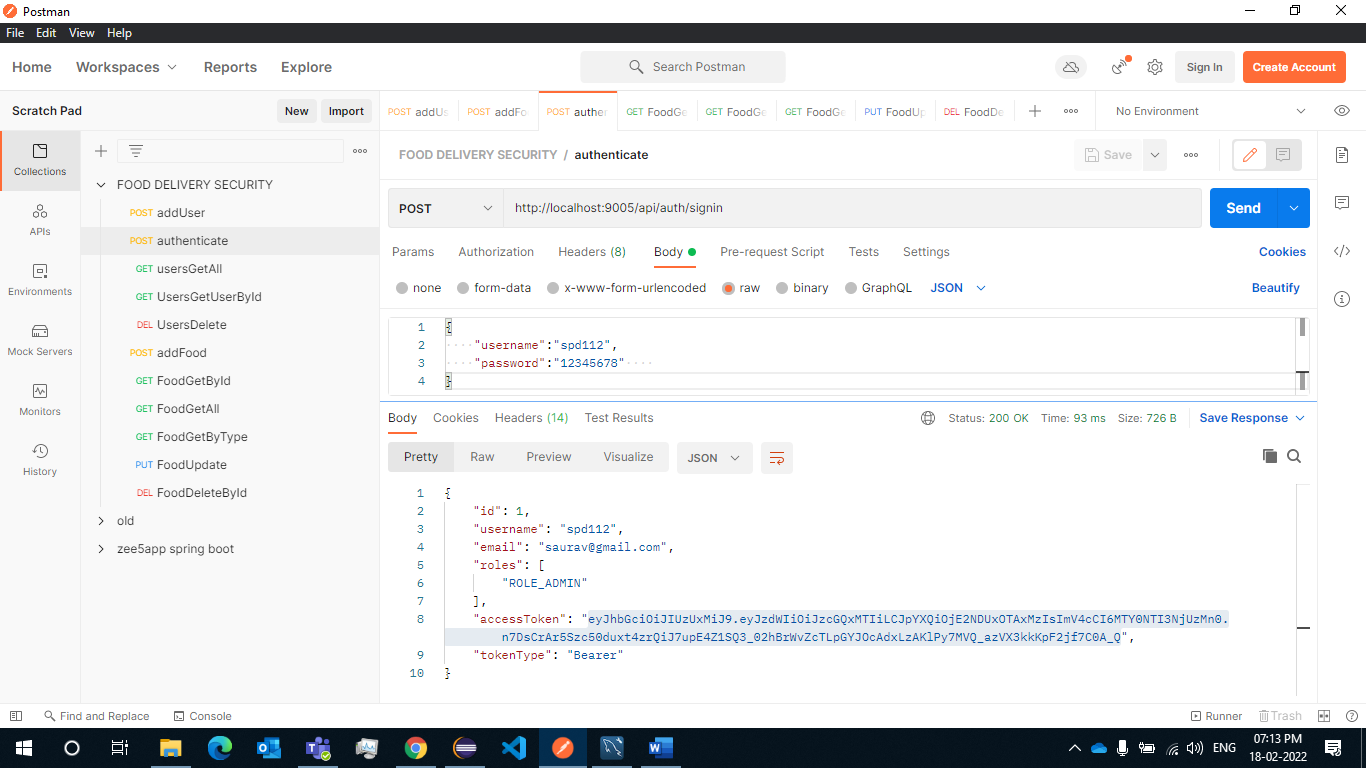 Postman
File Edit View Help
Home Workspaces Reports Explore Search Postman Sign In Create Account
Scratch Pad New Import
POST addUs POST addFo POST auther GET FoodGe GET FoodGe GET FoodGe PUT FoodUp DEL FoodDe No Environment
Collections
APIs
Environments
Mock Servers
Monitors
History
FOOD DELIVERY SECURITY
POST addUser
POST authenticate
GET usersGetAll
GET UsersGetUserById
DEL UsersDelete
POST addFood
GET FoodGetById
GET FoodGetAll
GET FoodGetByType
PUT FoodUpdate
DEL FoodDeleteById
old
zee5app spring boot
FOOD DELIVERY SECURITY / authenticate Save
POST http://localhost:9005/api/auth/signin Send
Params Authorization Headers (8) Body Pre-request Script Tests Settings Cookies
none form-data x-www-form-urlencoded raw binary GraphQL JSON Beautify
1 {
2 "username":"spd112",
3 "password":"12345678"
4 }
Body Cookies Headers (14) Test Results Status: 200 OK Time: 93 ms Size: 726 B Save Response
Pretty Raw Preview Visualize JSON
1 {
2 "id": 1,
3 "username": "spd112",
4 "email": "saurav@gmail.com",
5 "roles": [
6 "ROLE_ADMIN"
7 ],
8 "accessToken": "eyJhbGciOiJIUzUxMiJ9.eyJzdWIiOiJzcGQxMTIiLCJpYXQiOjE2NDUxOTAxMzIsImV4cCI6MTY0NTI3NjUzMn0.
n7DsCrAr5Szc50duxt4zrQiJ7upE4Z1SQ3_02hBrWvZcTLpGYJOcAdxLzAKlPy7MVQ_azVX3kkKpF2jf7C0A_Q",
9 "tokenType": "Bearer"
10 }
Find and Replace Console Runner Trash
ENG 07:13 PM
18-02-2022